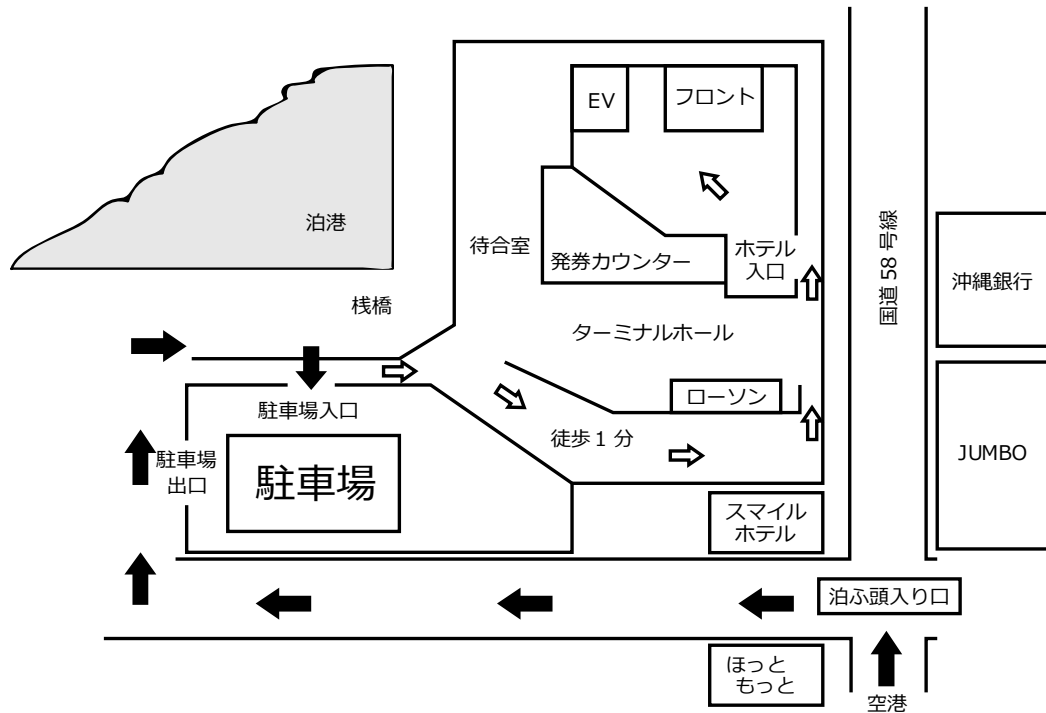 EV
フロント
泊港
待合室
発券カウンター
ホテル
入口
国道 58 号線
沖縄銀行
桟橋
ターミナルホール
ローソン
駐車場入口
徒歩 1 分
駐車場
出口
駐車場
JUMBO
スマイル
ホテル
泊ふ頭入り口
ほっと
もっと
空港